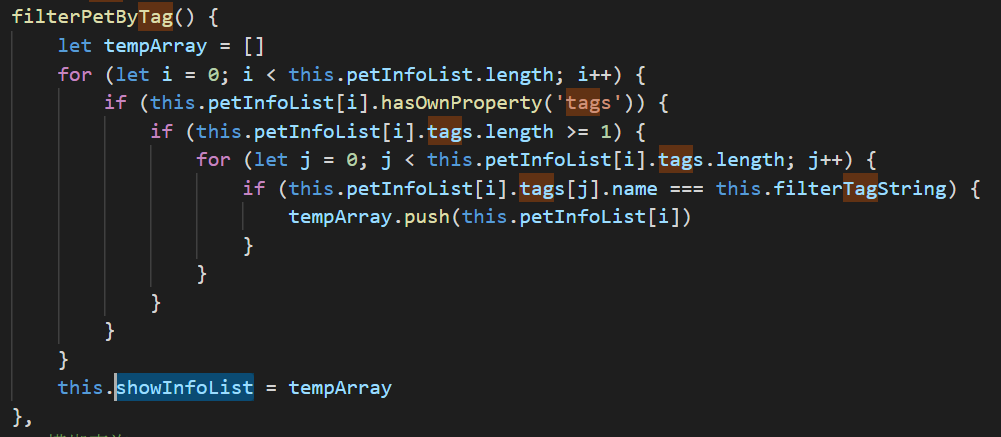 filterPetByTag() {
let tempArray = []
for (let i = 0; i < this.petInfoList.length; i++) {
if (this.petInfoList[i].hasOwnProperty('tags')) {
if (this.petInfoList[i].tags.length >= 1) {
for (let j = 0; j < this.petInfoList[i].tags.length; j++) {
if (this.petInfoList[i].tags[j].name === this.filterTagString) {
tempArray.push(this.petInfoList[i])
}
}
}
}
}
this.showInfoList = tempArray
},